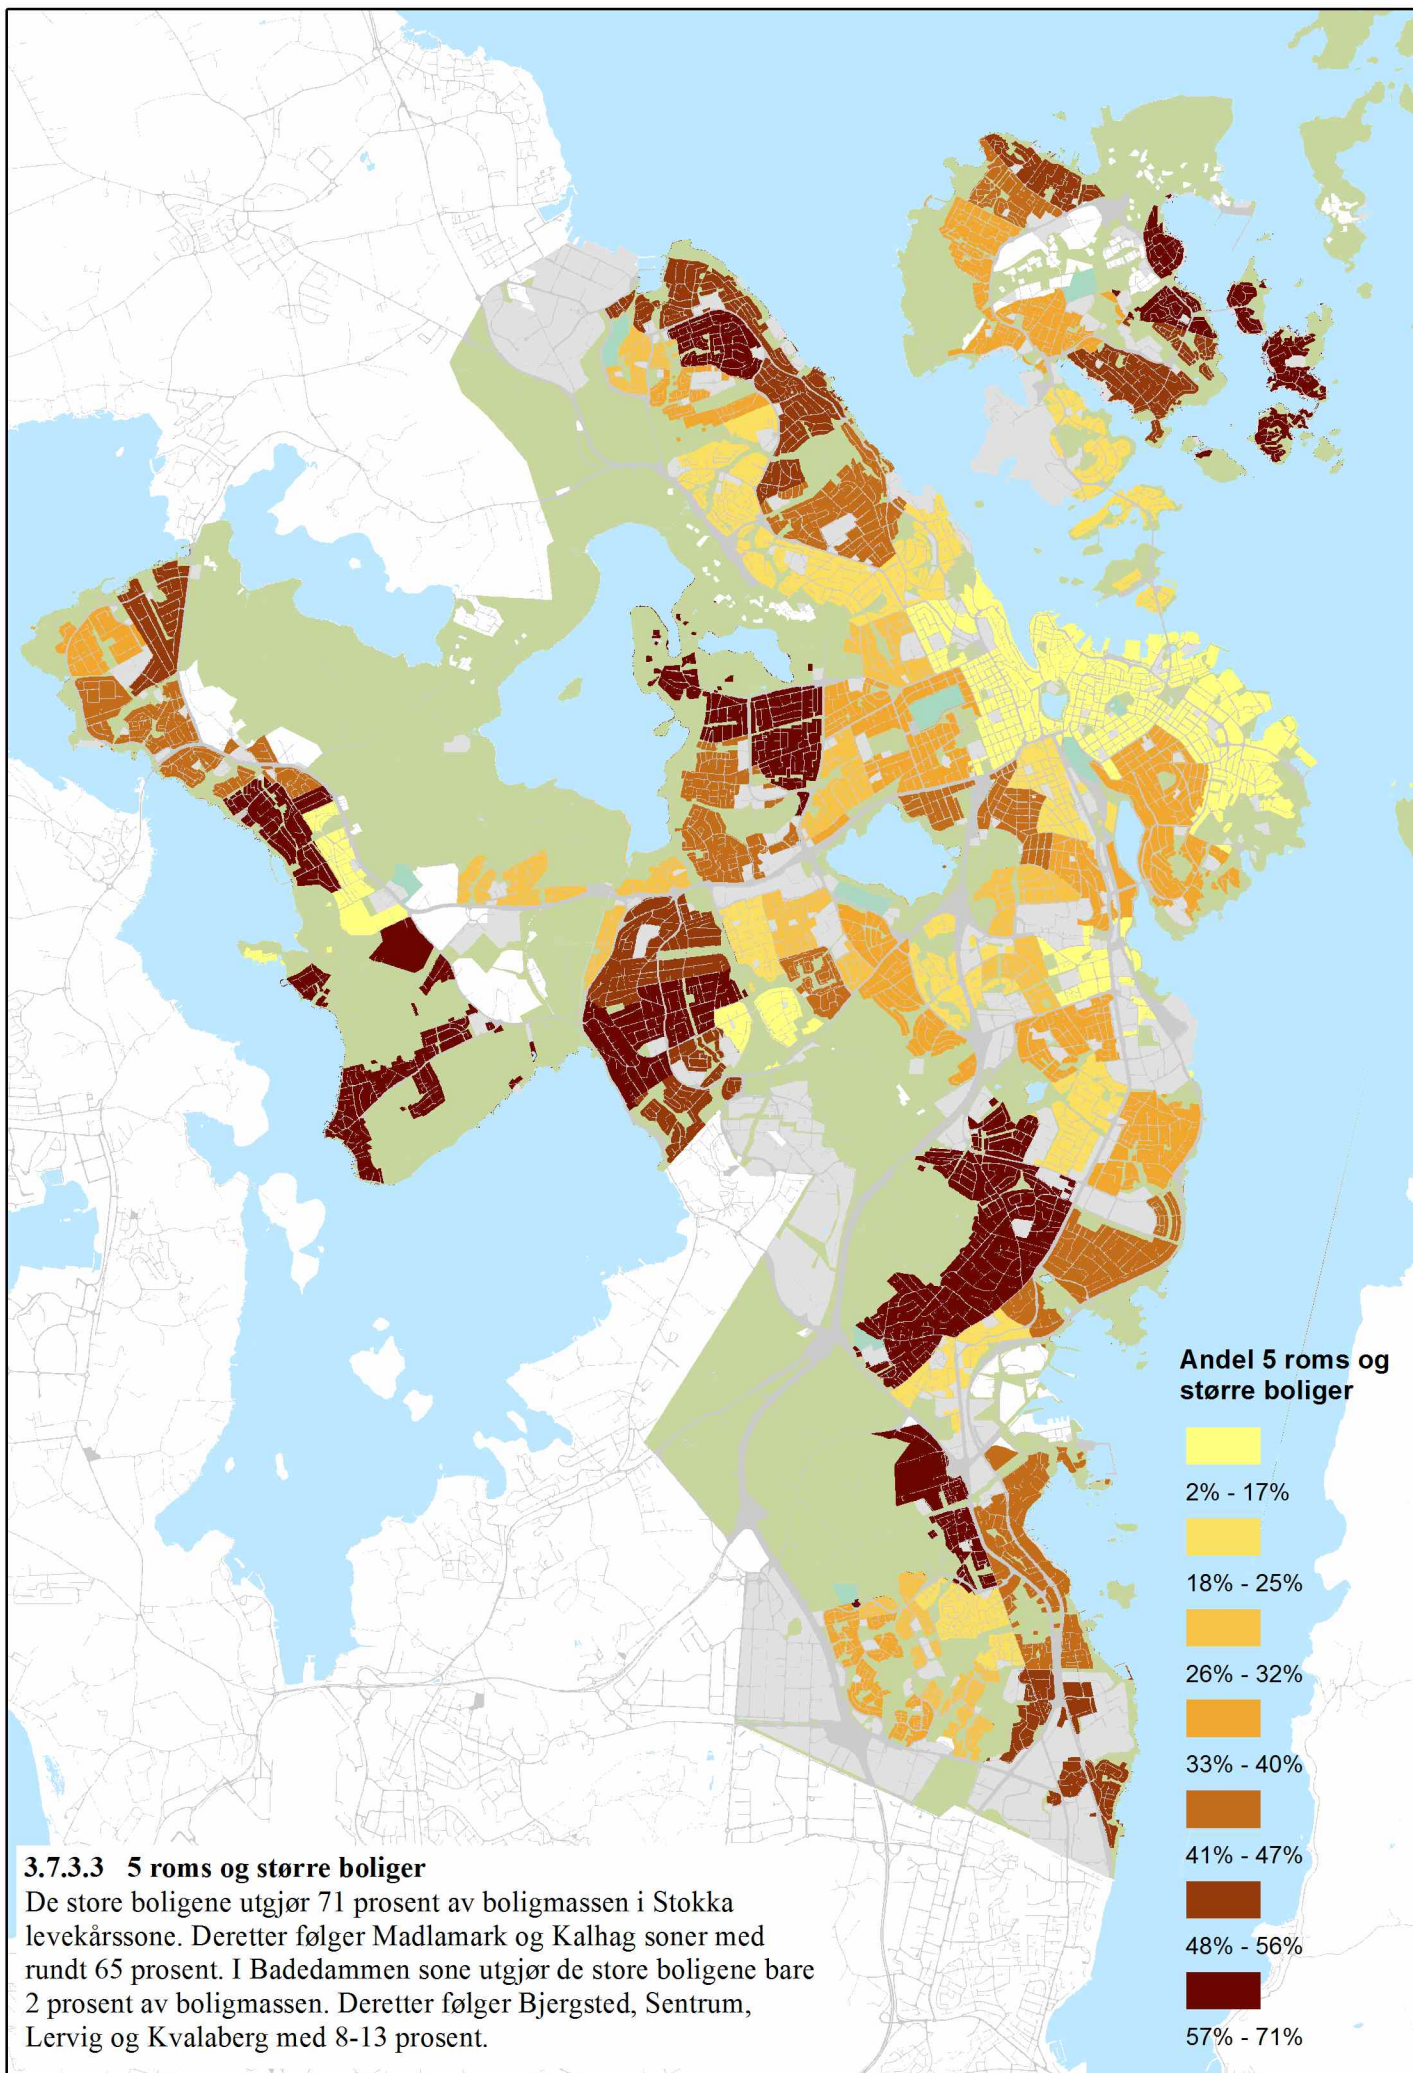 Andel 5 roms og
større boliger
2% - 17%
18% - 25%
26% - 32%
33% - 40%
41% - 47%
48% - 56%
57% - 71%
3.7.3.3 5 roms og større boliger
De store boligene utgjør 71 prosent av boligmassen i Stokka
levekårssone. Deretter følger Madlamark og Kalhag soner med
rundt 65 prosent. I Badedammen sone utgjør de store boligene bare
2 prosent av boligmassen. Deretter følger Bjergsted, Sentrum,
Lervig og Kvalaberg med 8-13 prosent.